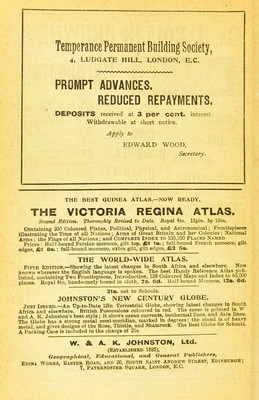 Temperance Permanent Building Society,
4, LUDGATE HILL, LONDON, E.C.
PROMPT ADVANCES.
REDUCED REPAYMENTS.
DEPOSITS received at 3 per cent. interest.
Withdrawable at short notice.
Apply to
EDWARD WOOD,
Secretary.
THE BEST GUINEA ATLAS.—NOW READY.
THE VICTORIA REGINA ATLAS.
Second Edition. Thoroughly Revised to Date. Royal 4to.
Containing 200 Coloured Plates, Political, Physical, and Astronomical; Frontispieces
illustrating the Time of all Nations; Arms of Great Britain and her Colonies; National
Arms; the Flags of all Nations; and COMPLETE INDEX to 100,000 PLACES NAMED.
Prices: Half-bound Persian morocco, gilt top, £1 1s.; full-bound French morocco, gilt
edges, ; full-bound morocco, extra gilt, gilt edges, £2 5s.
THE WORLD-WIDE ATLAS.
FIFTH EDITION.—Showing the latest changes in South Africa and elsewhere. Now
known wherever the English language is spoken. The best Handy Reference Atlas pub-
lished, containing Two Frontispieces, Introduction, 128 Coloured Maps and Index to
places. Royal 4to, handsomely bound in cloth, 7s. 6d. Half-bound Morocco, 12s. 6d.
21s. net to Schools.
JOHNSTON'S NEW CENTURY GLOBE.
JUST ISSUED.—An Up-to-Date 12in. Terrestrial Globe, showing latest changes in South
Africa and elsewhere. British Possessions coloured in red. The cover is printed in W.
and A. K. Johnston's best style; it shows ocean currents, isothermal lines, and date lines.
The Globe has a strong metal semi-meridian, marked in degrees; the stand is of heavy
metal, and gives designs of the Rose, Thistle, and Shamrock. The Best Globe for Schools.
A Packing Case is included of the charge of 21s.
W. & A. K. JOHNSTON, Ltd.
(ESTABLISHED 1825),
Geographical, Educational, and General Publishers,
EDINA WORKS, EASTER ROAD, AND 20, SOUTH SAINT ANDREW STREET, EDINBURGH;
7, PATERNOSTER SQUARE, LONDON, E.C.